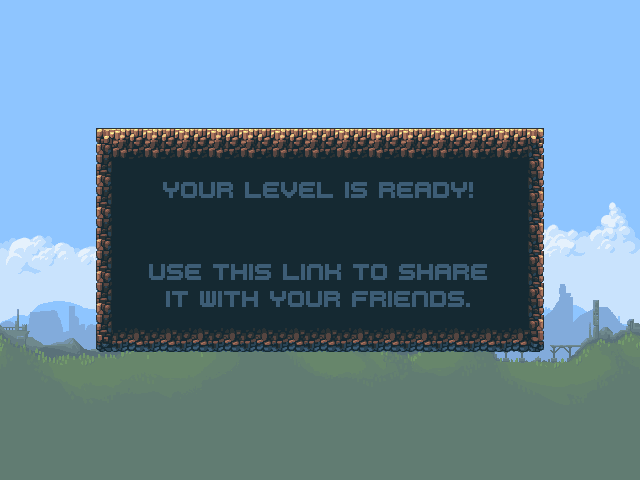 YOUR LEVEL IS READY!
USE THIS LINK TO SHARE
IT WITH YOUR FRIENDS.